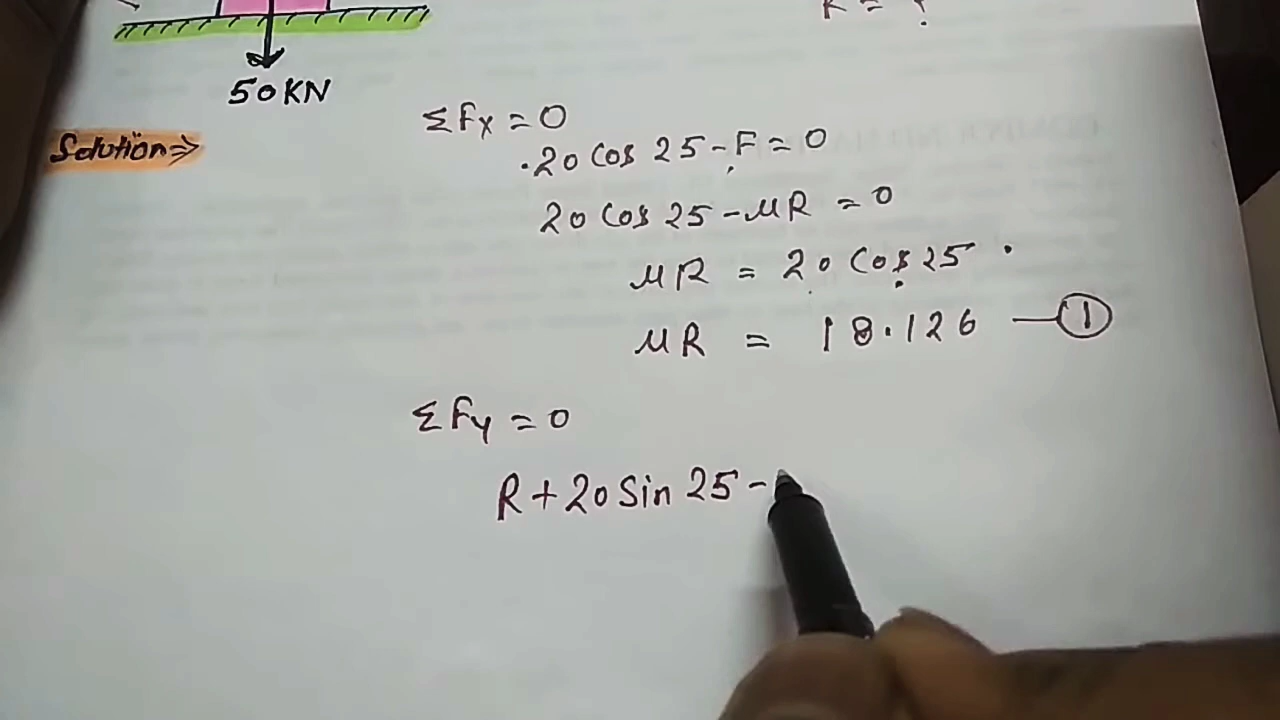 R = ?
50KN
Solution⇒
ΣFx = 0
20 Cos 25 - F = 0
20 Cos 25 - μR = 0
μR = 20 Cos 25
μR = 18.126 —①
ΣFy = 0
R + 20 Sin 25 -